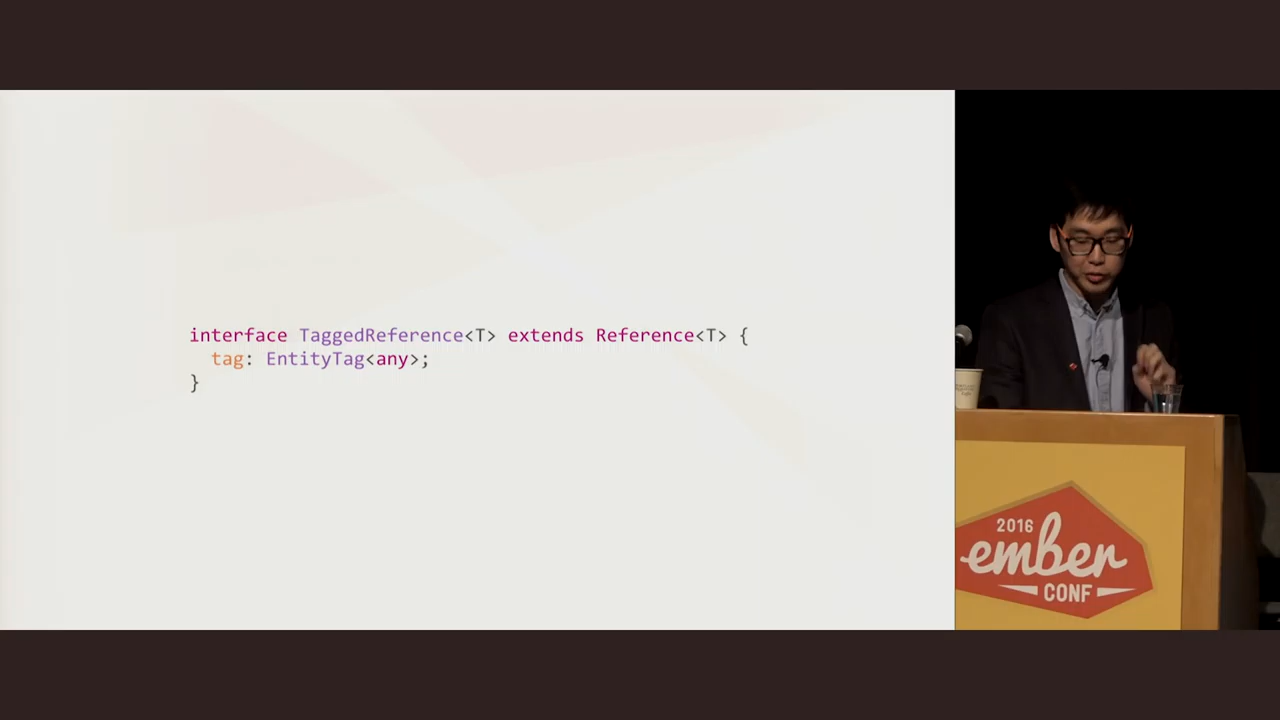 interface TaggedReference<T> extends Reference<T> {
  tag: EntityTag<any>;
}
2016
ember
CONF